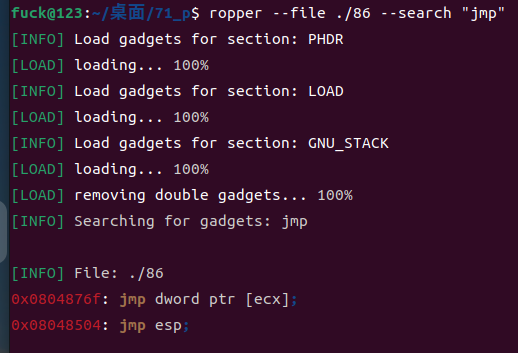 fuck@123:~/桌面/71_p$ ropper --file ./86 --search "jmp"
[INFO] Load gadgets for section: PHDR
[LOAD] loading... 100%
[INFO] Load gadgets for section: LOAD
[LOAD] loading... 100%
[INFO] Load gadgets for section: GNU_STACK
[LOAD] loading... 100%
[LOAD] removing double gadgets... 100%
[INFO] Searching for gadgets: jmp
[INFO] File: ./86
0x0804876f: jmp dword ptr [ecx];
0x08048504: jmp esp;